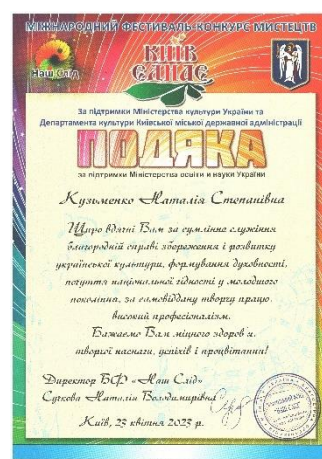 МІЖНАРОДНИЙ ФЕСТИВАЛЬ-КОНКУРС МИСТЕЦТВ
КИЇВ
ЄДНАЄ
Наш Слід
За підтримки Міністерства культури України та
Департамента культури Київської міської державної адміністрації
ПОДЯКА
за підтримки Міністерства освіти и науки України
Кузьменко Наталія Степанівна
Щиро вдячні Вам за сумлінне служіння
благородній справі збереження і розвитку
української культури, формування духовності,
почуття національної гідності у молодшого
покоління, за самовіддану творчу працю,
високий професіоналізм.
Бажаємо Вам міцного здоров'я,
творчої наснаги, успіхів і процвітання!
Директор БФ «Наш Слід»
Сучкова Наталія Володимирівна
Київ, 23 квітня 2023 р.